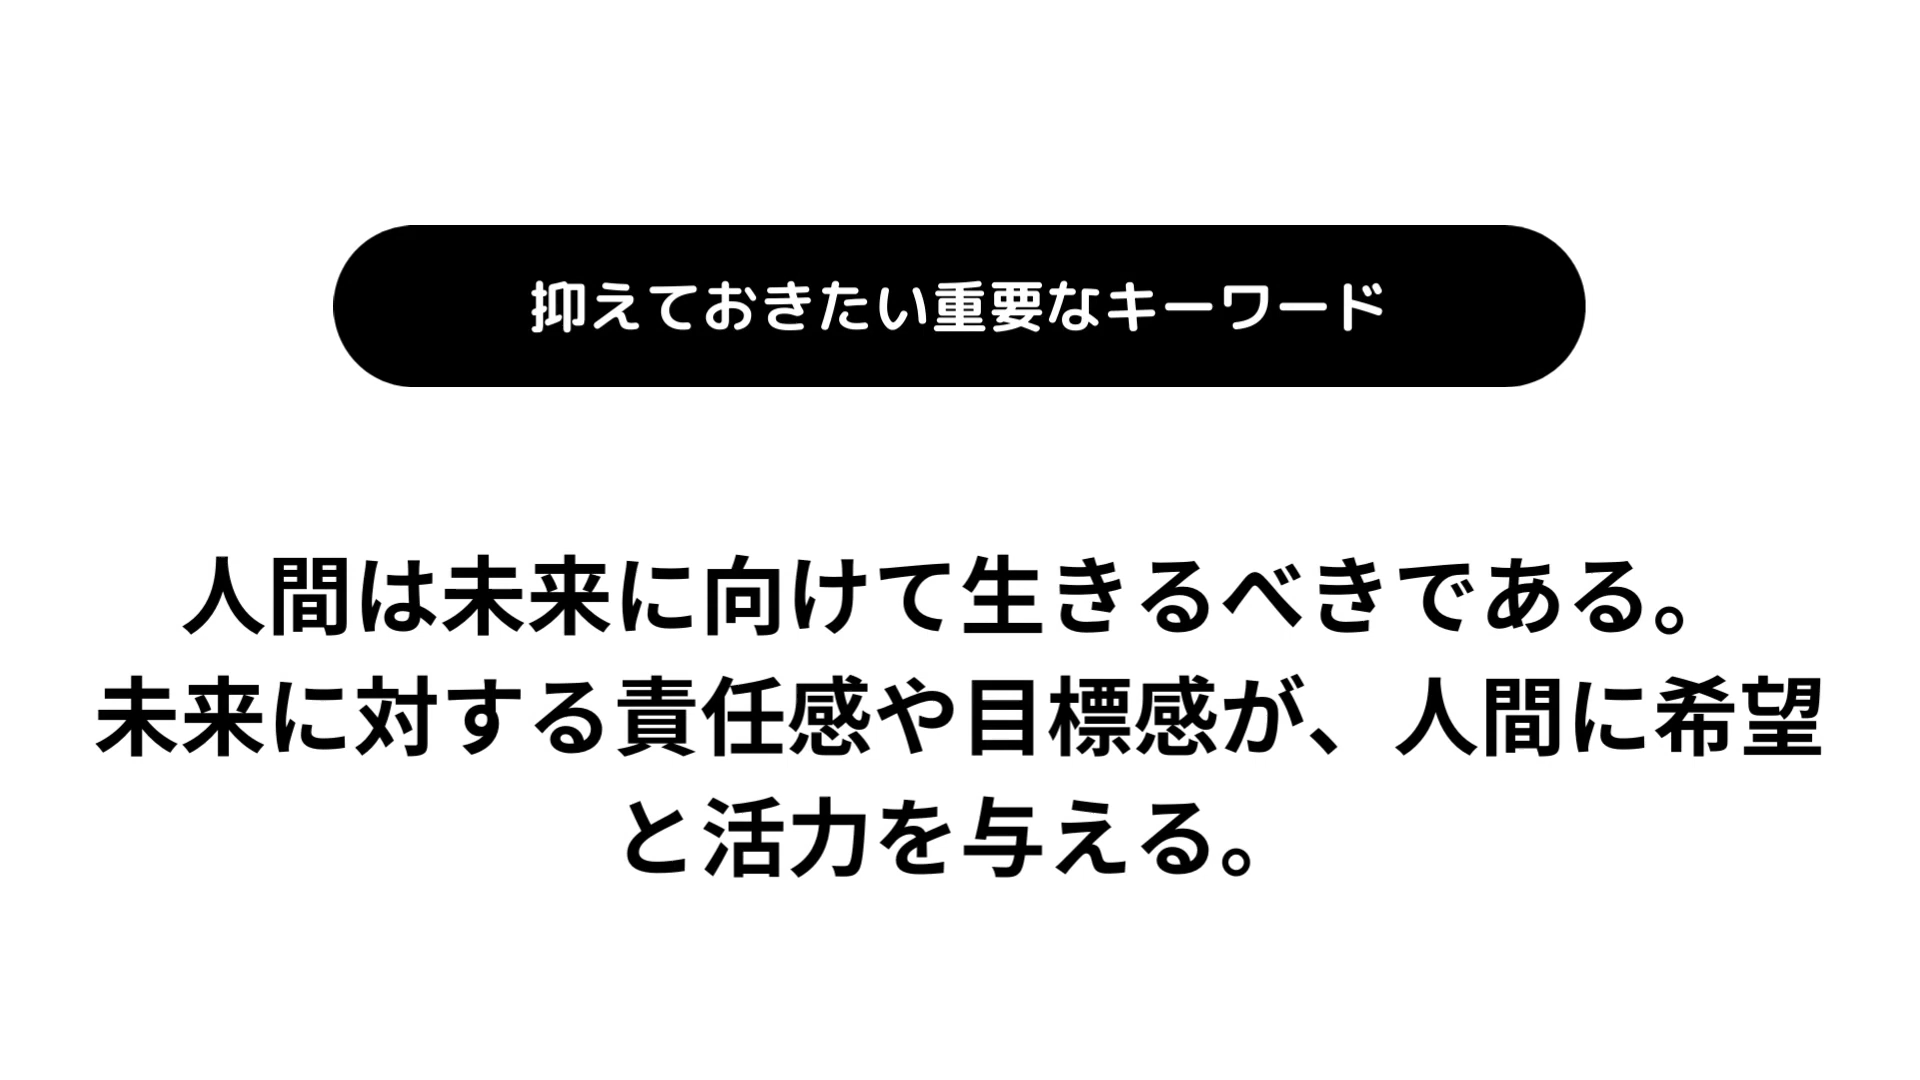 抑えておきたい重要なキーワード
人間は未来に向けて生きるべきである。
未来に対する責任感や目標感が、人間に希望
と活力を与える。